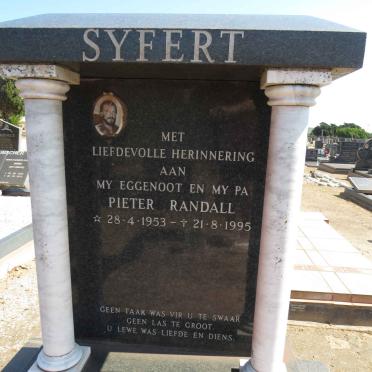 SYFERT
MET
LIEFDEVOLLE HERINNERING
AAN
MY EGGENOOT EN MY PA
PIETER RANDALL
☆ 28-4-1953 – ✝ 21-8-1995
GEEN TAAK WAS VIR U TE SWAAR
GEEN LAS TE GROOT.
U LEWE WAS LIEFDE EN DIENS.